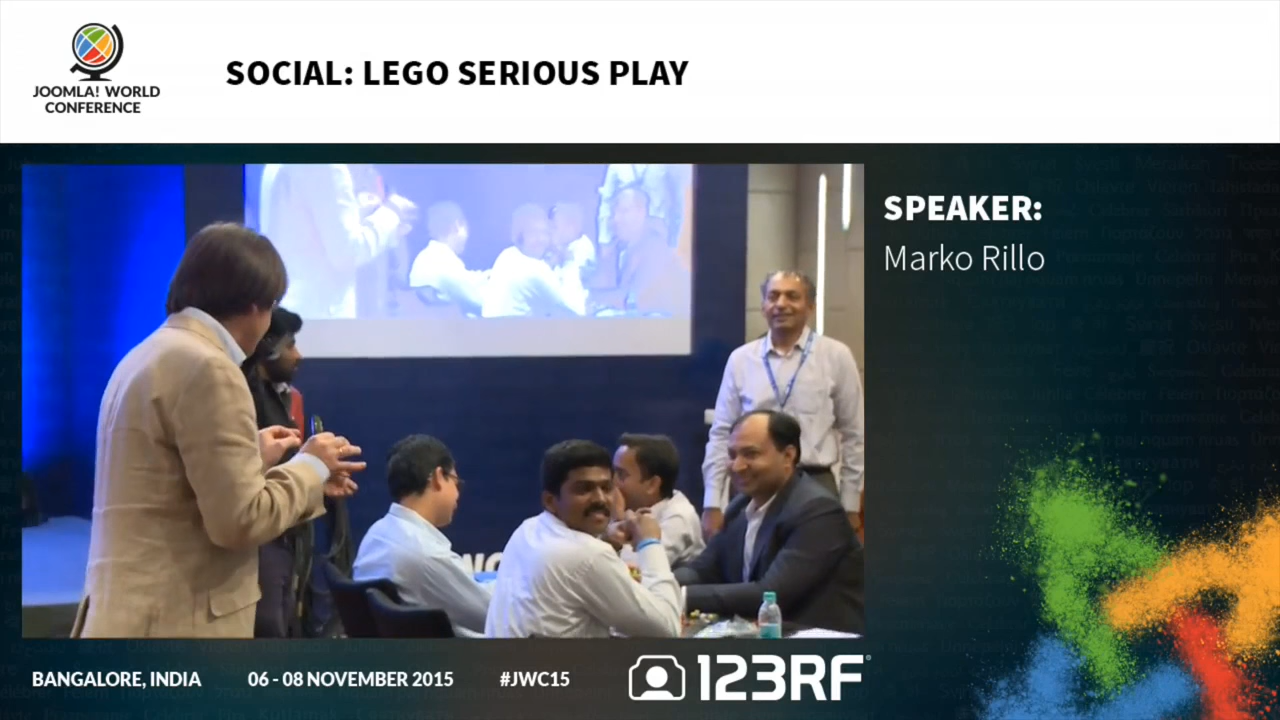 JOOMLA! WORLD
CONFERENCE
SOCIAL: LEGO SERIOUS PLAY
SPEAKER:
Marko Rillo
BANGALORE, INDIA
06 - 08 NOVEMBER 2015
#JWC15
123RF